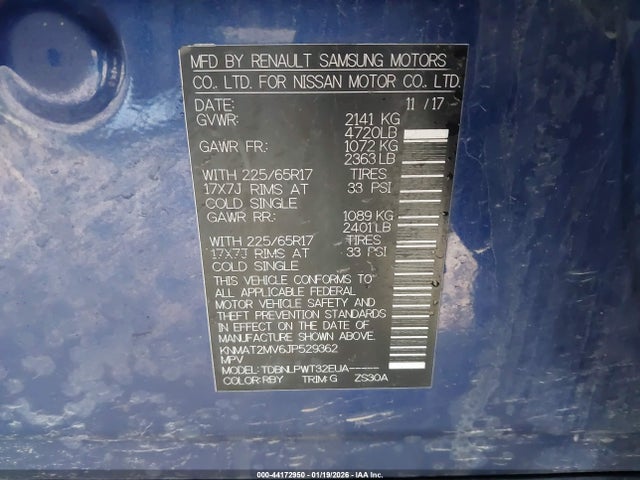 MFD BY RENAULT SAMSUNG MOTORS
CO., LTD. FOR NISSAN MOTOR CO., LTD.
DATE: 11 / 17
GVWR: 2141 KG
4720LB
GAWR FR: 1072 KG
2363 LB
WITH 225/65R17 TIRES
17X7J RIMS AT 33 PSI
COLD SINGLE
GAWR RR: 1089 KG
2401 LB
WITH 225/65R17 TIRES
17X7J RIMS AT 33 PSI
COLD SINGLE
THIS VEHICLE CONFORMS TO
ALL APPLICABLE FEDERAL
MOTOR VEHICLE SAFETY AND
THEFT PREVENTION STANDARDS
IN EFFECT ON THE DATE OF
MANUFACTURE SHOWN ABOVE.
KNMAT2MV6JP529362
MPV
MODEL: TDBNLPWT32EUA-----
COLOR: RBY TRIM: G ZS30A
000-44172950 - 01/19/2026 - IAA Inc.